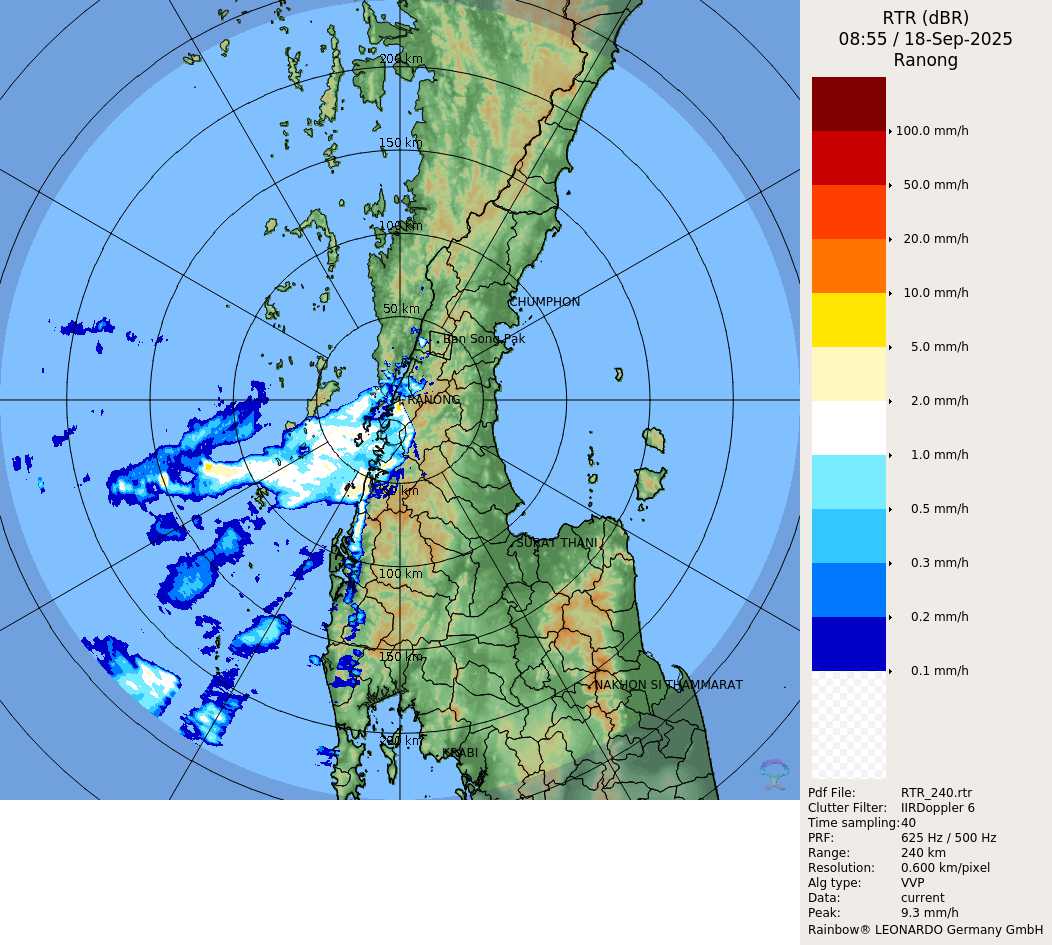 RTR (dBR)
08:55 / 18-Sep-2025
Ranong
200 km
150 km
100 km
50 km
CHUMPHON
Ban Song Pak
RANONG
50 km
SURAT THANI
100 km
150 km
NAKHON SI THAMMARAT
200 km
KRABI
100.0 mm/h
50.0 mm/h
20.0 mm/h
10.0 mm/h
5.0 mm/h
2.0 mm/h
1.0 mm/h
0.5 mm/h
0.3 mm/h
0.2 mm/h
0.1 mm/h
Pdf File: RTR_240.rtr
Clutter Filter: IIRDoppler 6
Time sampling:40
PRF: 625 Hz / 500 Hz
Range: 240 km
Resolution: 0.600 km/pixel
Alg type: VVP
Data: current
Peak: 9.3 mm/h
Rainbow® LEONARDO Germany GmbH